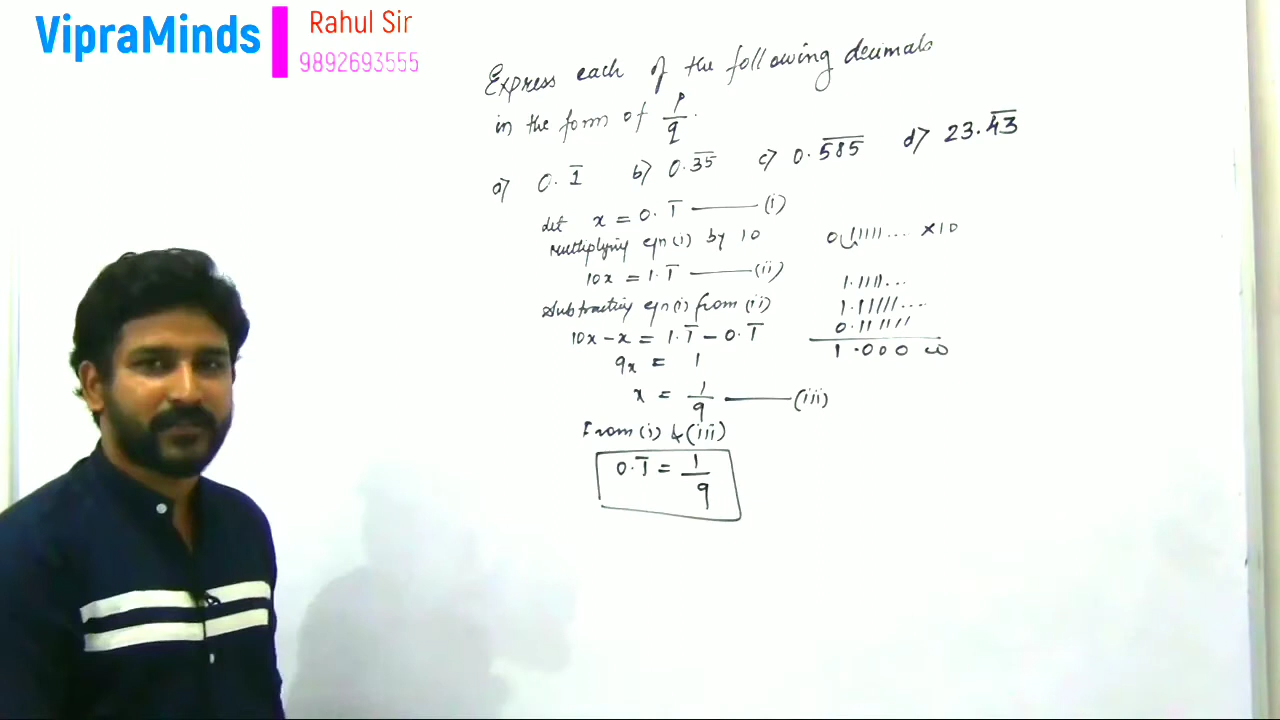 VipraMinds
Rahul Sir
9892693555
Express each of the following decimals
in the form of p/q.
a) 0.1̅ b) 0.3̅5̅ c) 0.5̅8̅5̅ d) 23.4̅3̅
Let x = 0.1̅ —— (i)
Multiplying eqn(i) by 10
10x = 1.1̅ —— (ii)
Subtracting eqn(i) from (ii)
10x - x = 1.1̅ - 0.1̅
9x = 1
x = 1/9 —— (iii)
From (i) & (iii)
0.1̅ = 1/9
0.11111... ×10
1.1111...
1.11111....
0.111111
1.000 00